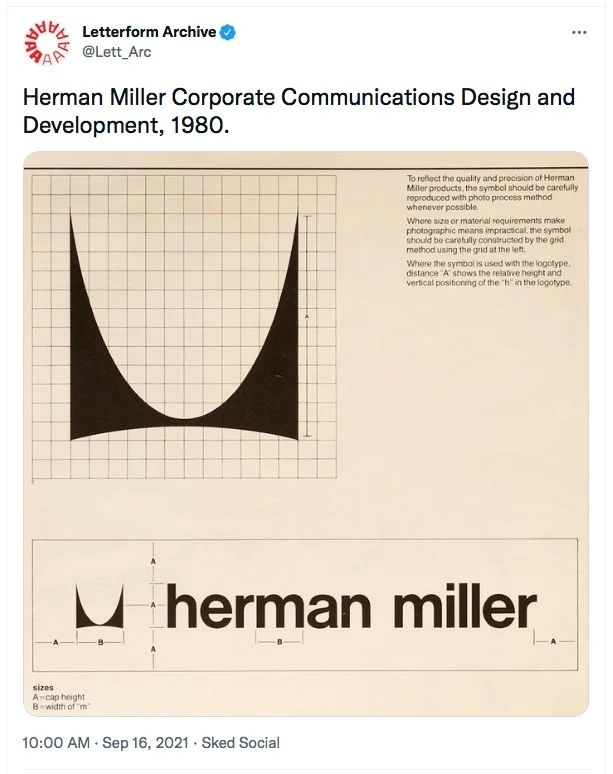 Letterform Archive
@Lett_Arc
Herman Miller Corporate Communications Design and
Development, 1980.
To reflect the quality and precision of Herman
Miller products, the symbol should be carefully
reproduced with photo process method
whenever possible.
Where size or material requirements make
photographic means impractical, the symbol
should be carefully constructed by the grid
method using the grid at the left.
Where the symbol is used with the logotype,
distance "A" shows the relative height and
vertical positioning of the "h" in the logotype.
A
A
A
herman miller
A
B
A
B
A
sizes
A=cap height
B=width of "m"
10:00 AM · Sep 16, 2021 · Sked Social